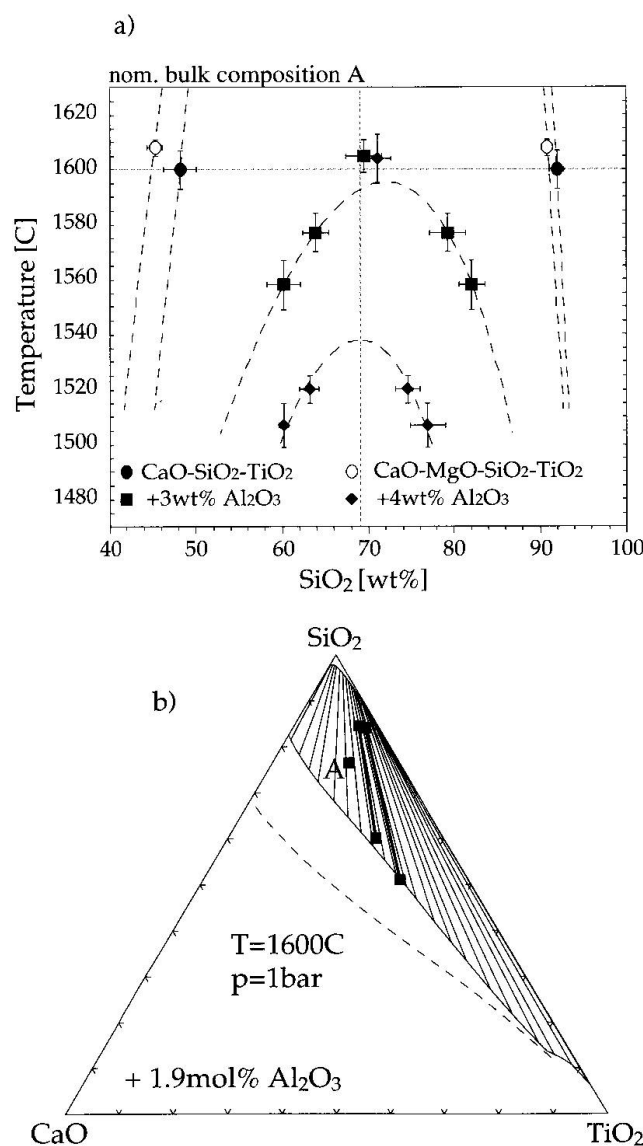 a)
nom. bulk composition A
1620
1600
1580
1560
1540
1520
1500
1480
Temperature [C]
CaO-SiO₂-TiO₂
CaO-MgO-SiO₂-TiO₂
+3wt% Al₂O₃
+4wt% Al₂O₃
40 50 60 70 80 90 100
SiO₂ [wt%]
SiO₂
b)
A
T=1600C
p=1bar
+ 1.9mol% Al₂O₃
CaO
TiO₂